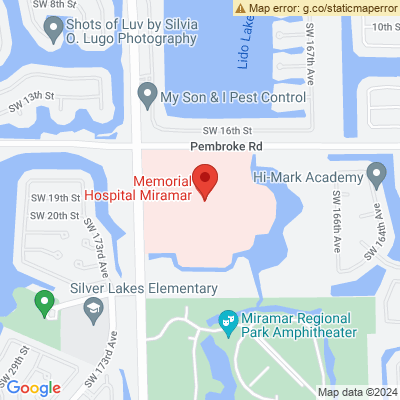 SW 8th St
Map error: g.co/staticmaperror
Shots of Luv by Silvia
O. Lugo Photography
Lido Lake
SW 167th Ave
10th St
SW 13th St
My Son & I Pest Control
SW 16th St
Pembroke Rd
Memorial
Hospital Miramar
Hi-Mark Academy
SW 19th St
SW 20th St
SW 173rd Ave
SW 166th Ave
SW 164th Ave
Silver Lakes Elementary
Miramar Regional
Park Amphitheater
SW 29th St
SW 173rd Ave
Google
Map data ©2024